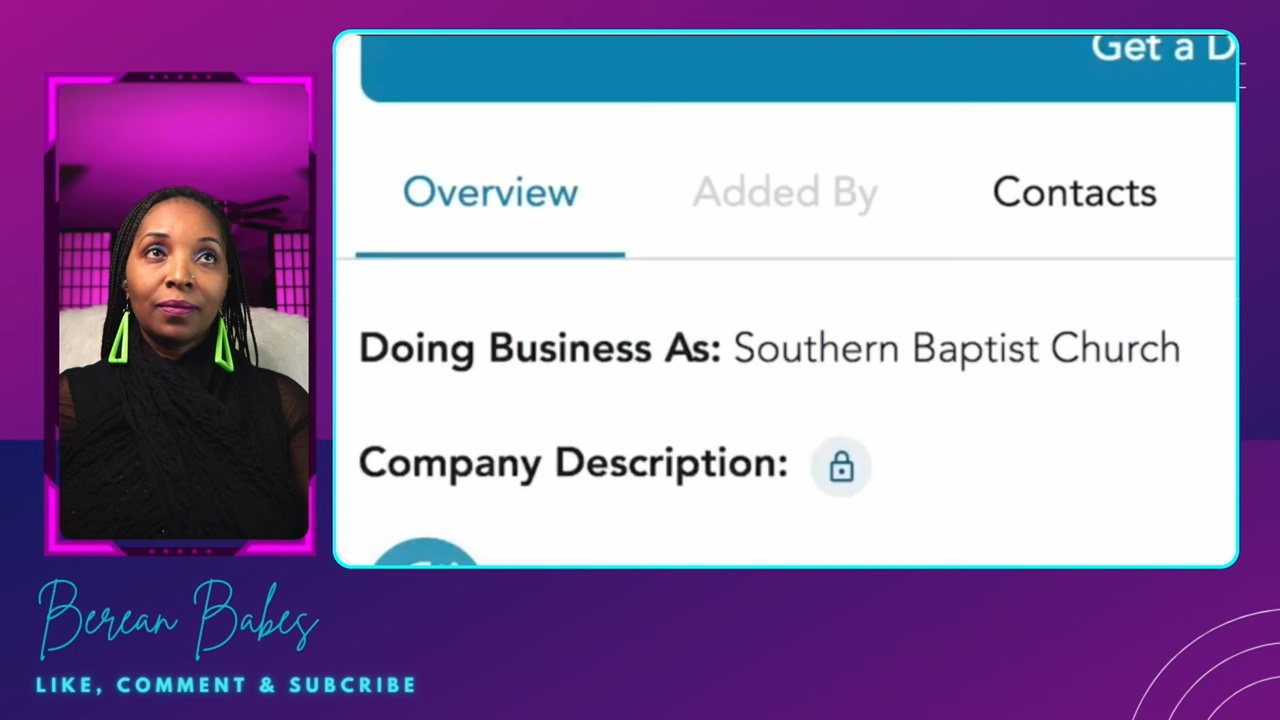 Get a D
Overview Added By Contacts
Doing Business As: Southern Baptist Church
Company Description:
Berean Babes
LIKE, COMMENT & SUBCRIBE